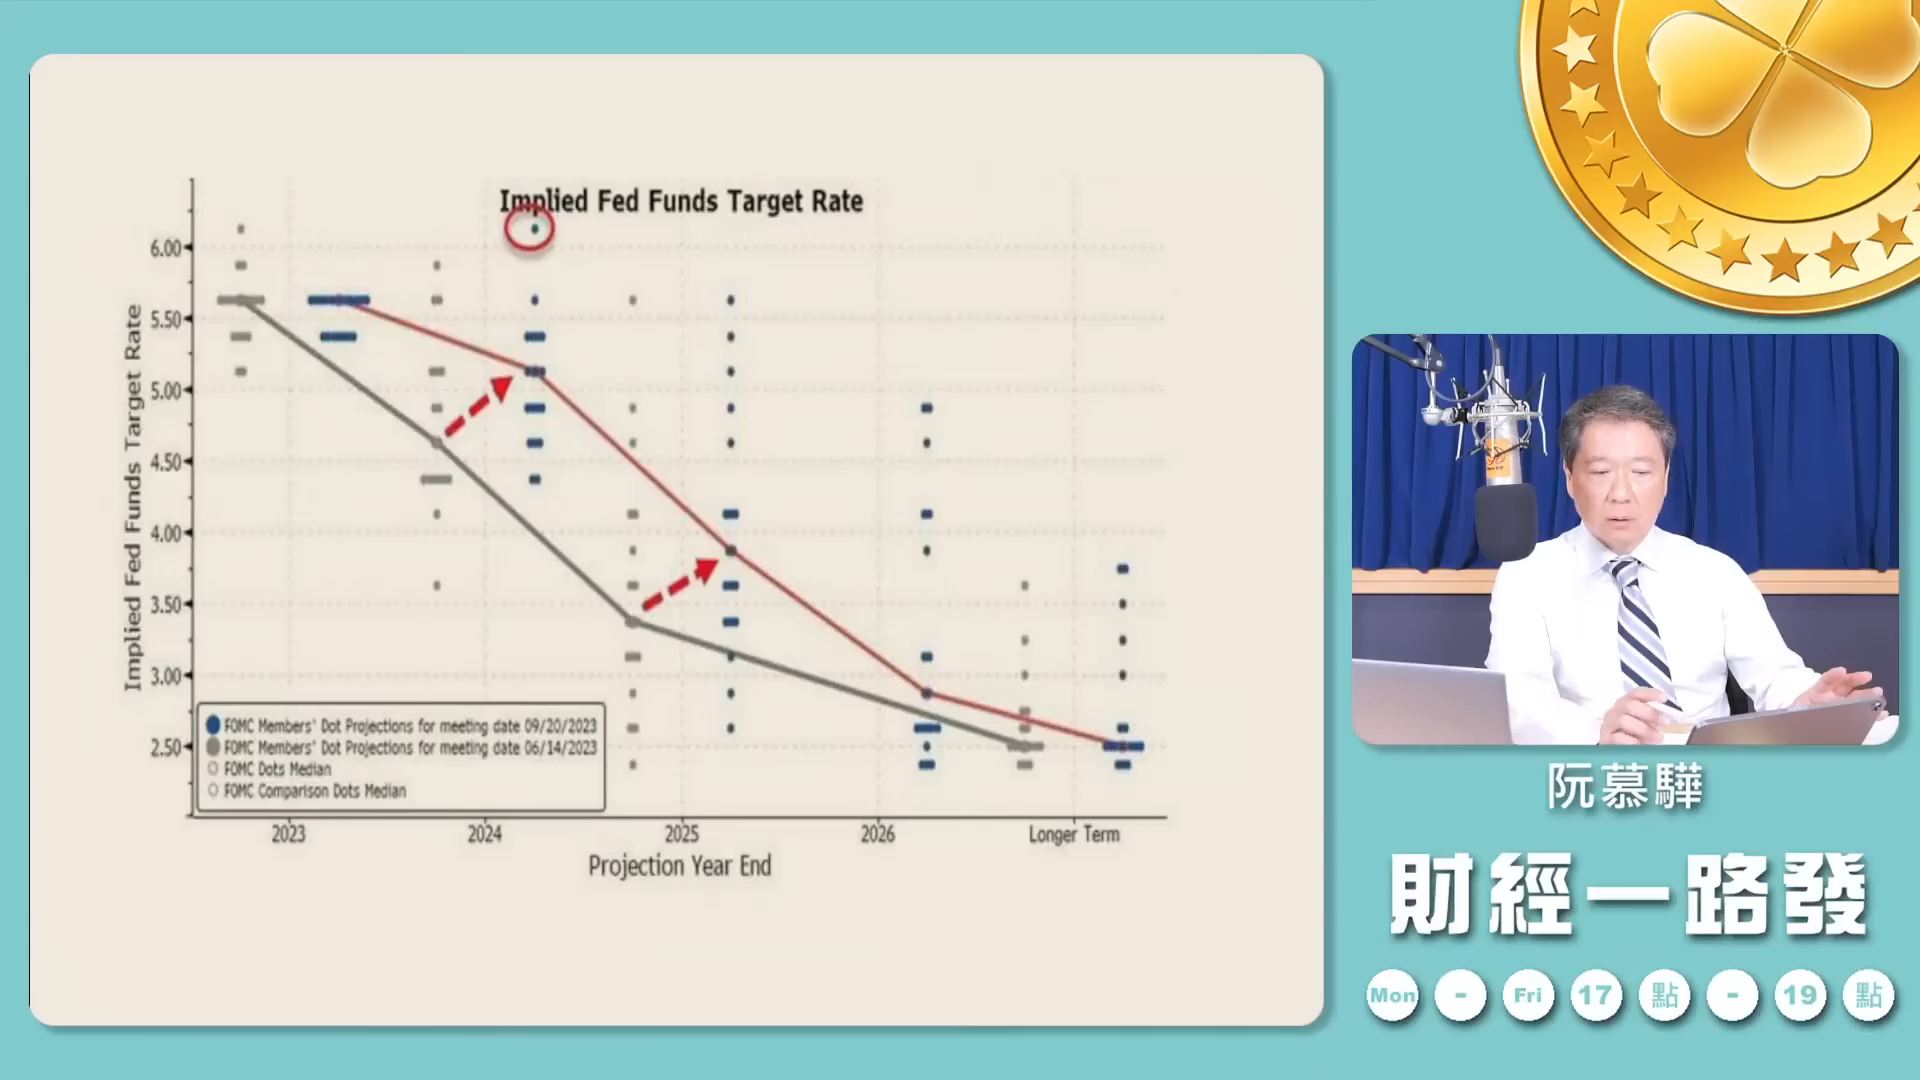 Implied Fed Funds Target Rate
Implied Fed Funds Target Rate
6.00
5.50
5.00
4.50
4.00
3.50
3.00
2.50
FOMC Members' Dot Projections for meeting date 09/20/2023
FOMC Members' Dot Projections for meeting date 06/14/2023
FOMC Dots Median
FOMC Comparison Dots Median
2023 2024 2025 2026 Longer Term
Projection Year End
阮慕驊
財經一路發
Mon - Fri 17 點 - 19 點